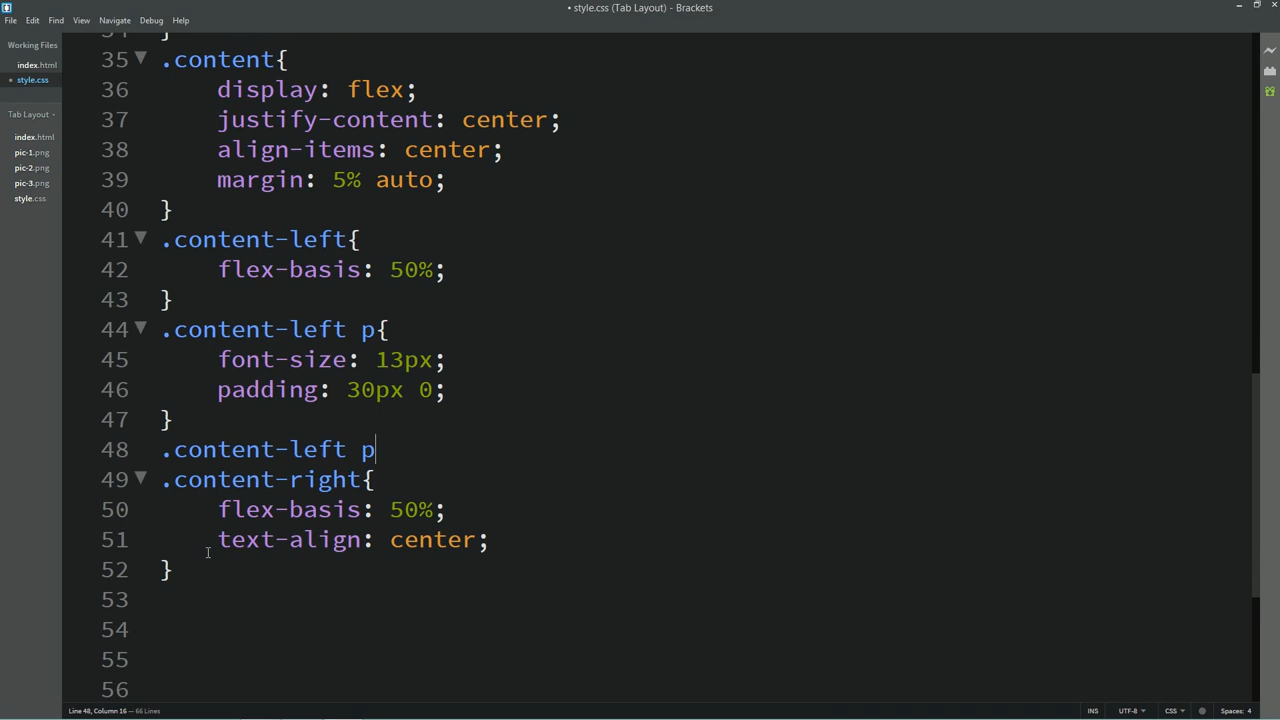 • style.css (Tab Layout) - Brackets
File Edit Find View Navigate Debug Help
Working Files
index.html
• style.css
Tab Layout
index.html
pic-1.png
pic-2.png
pic-3.png
style.css
35 .content{
36 display: flex;
37 justify-content: center;
38 align-items: center;
39 margin: 5% auto;
40 }
41 .content-left{
42 flex-basis: 50%;
43 }
44 .content-left p{
45 font-size: 13px;
46 padding: 30px 0;
47 }
48 .content-left p
49 .content-right{
50 flex-basis: 50%;
51 text-align: center;
52 }
53
54
55
56
Line 48, Column 16 — 66 Lines
INS UTF-8 CSS Spaces: 4